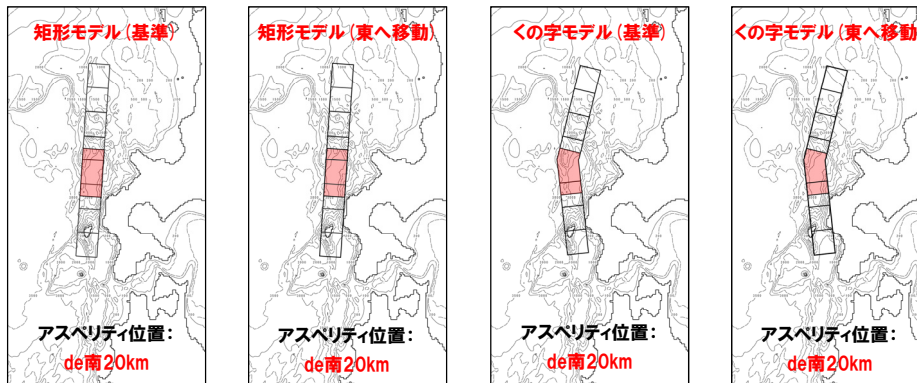 矩形モデル(基準)
アスペリティ位置：
de南20km
矩形モデル(東へ移動)
アスペリティ位置：
de南20km
くの字モデル(基準)
アスペリティ位置：
de南20km
くの字モデル(東へ移動)
アスペリティ位置：
de南20km